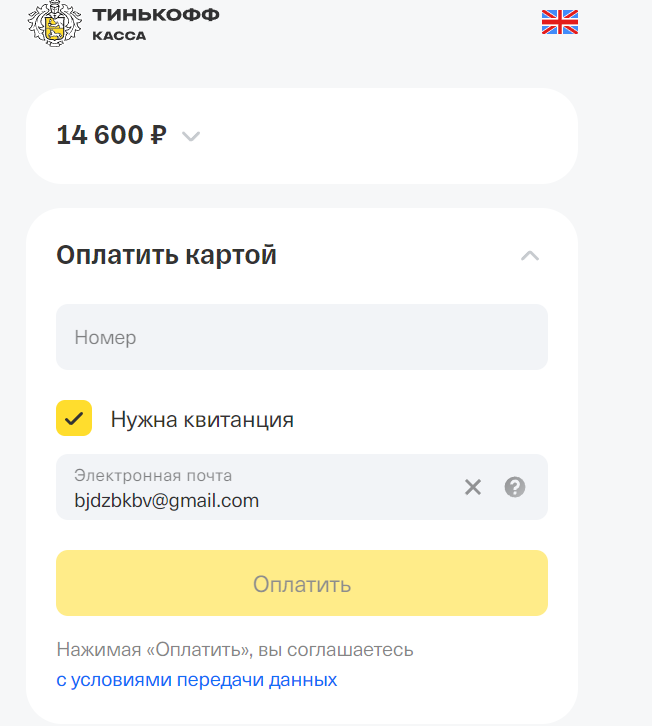 ТИНЬКОФФ
КАССА
14 600 ₽
Оплатить картой
Номер
Нужна квитанция
Электронная почта
bjdzbkbv@gmail.com
Оплатить
Нажимая «Оплатить», вы соглашаетесь
с условиями передачи данных